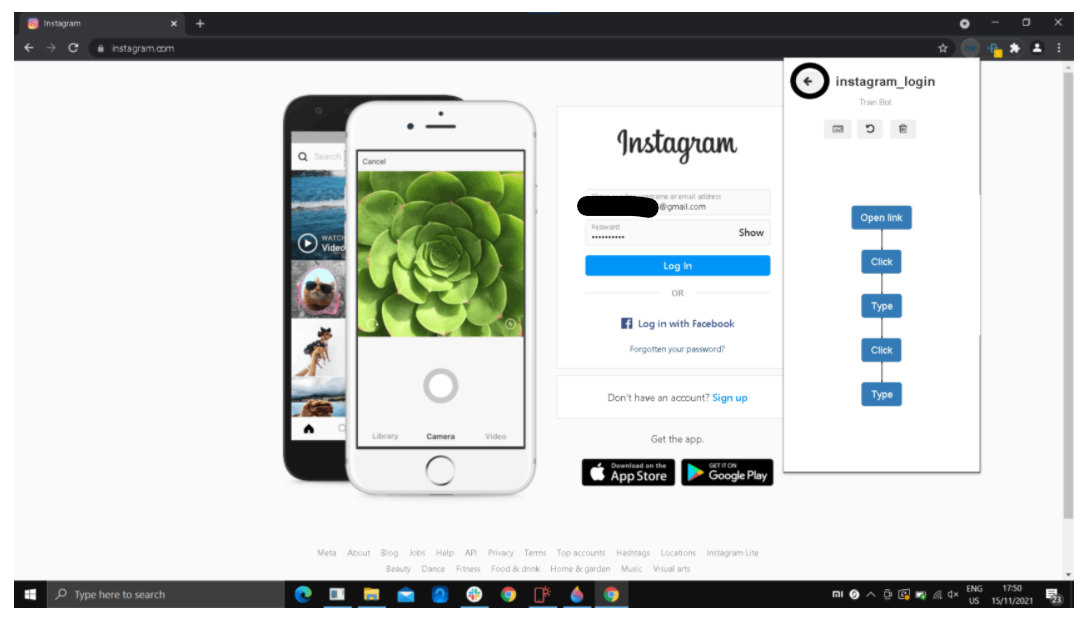 Instagram
instagram.com
instagram_login
Train Bot
Search
Cancel
WATCH
Video
Library Camera Video
Instagram
username or email address
@gmail.com
Password
••••••••••
Show
Log In
OR
Log in with Facebook
Forgotten your password?
Don't have an account? Sign up
Get the app.
Download on the
App Store
GET IT ON
Google Play
Open link
Click
Type
Click
Type
Meta About Blog Jobs Help API Privacy Terms Top accounts Hashtags Locations Instagram Lite
Beauty Dance Fitness Food & drink Home & garden Music Visual arts
Type here to search
ENG
US
17:50
15/11/2021
23